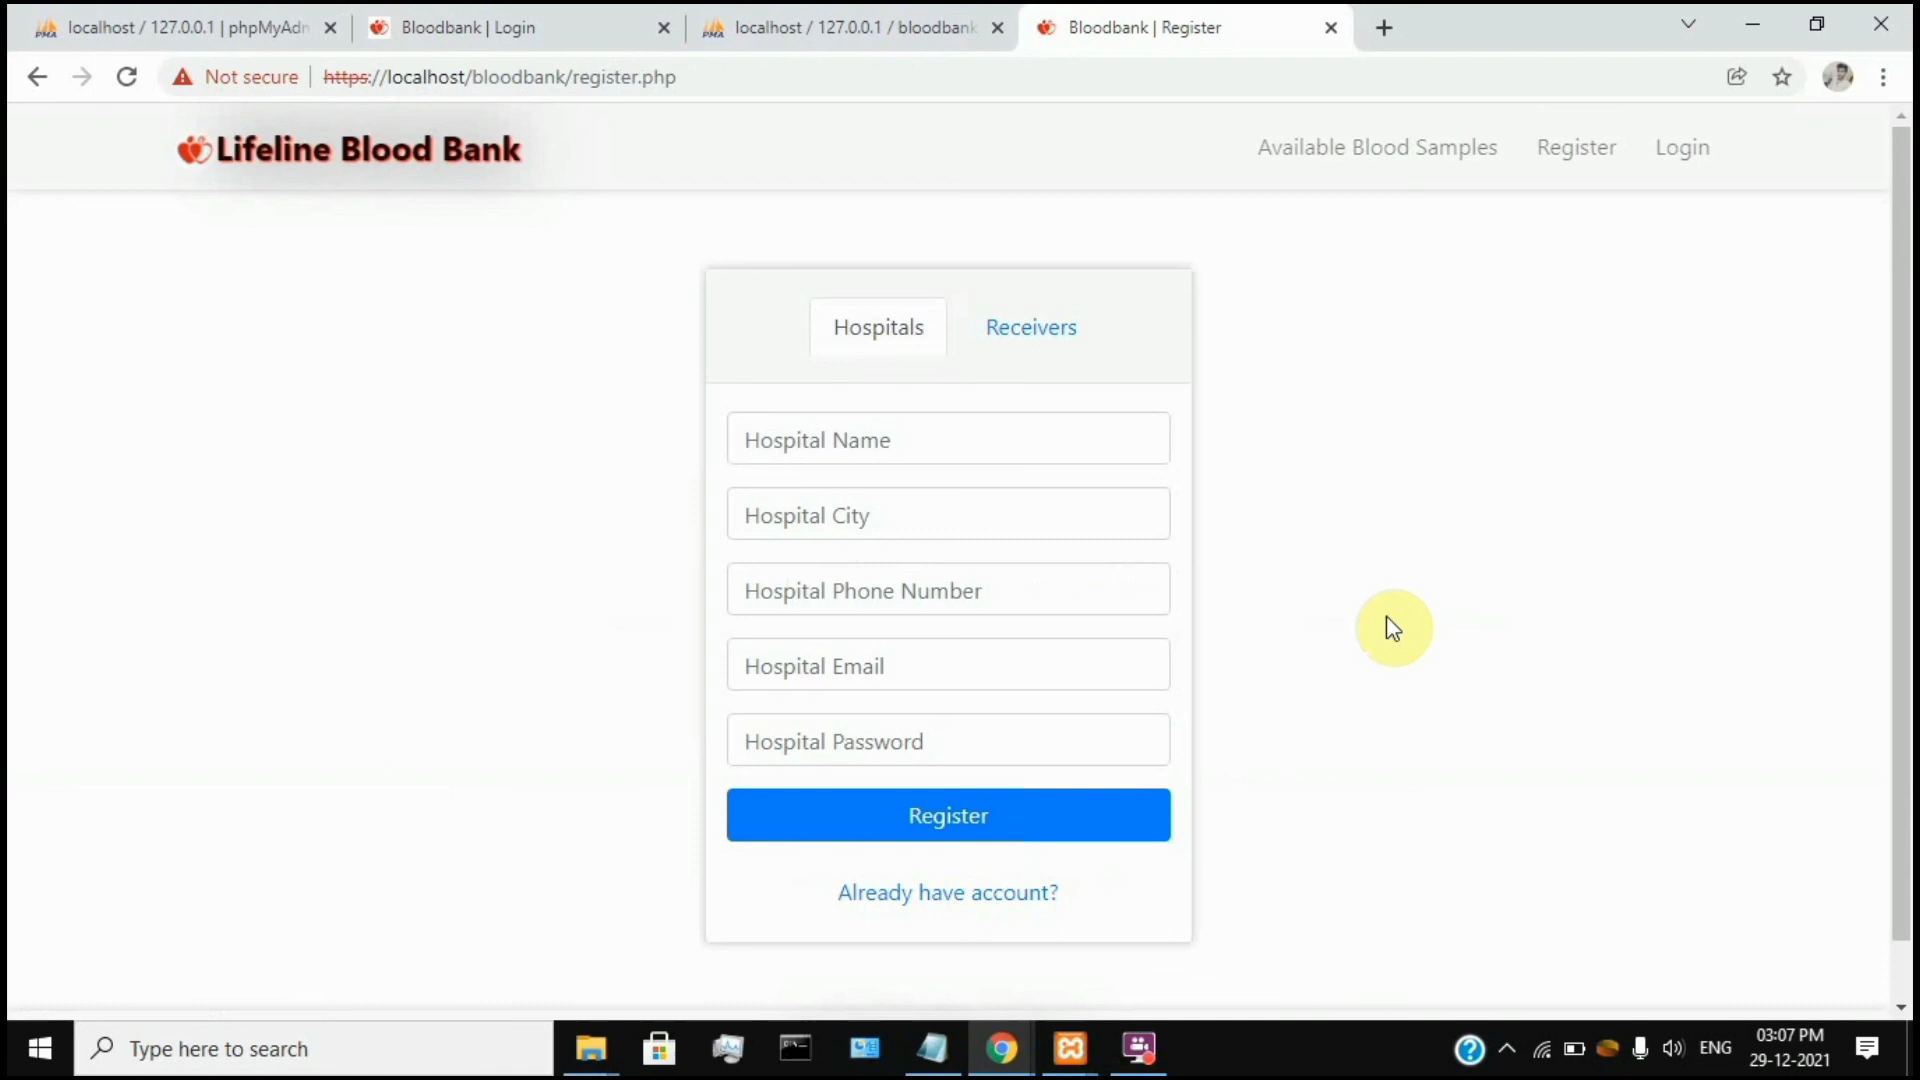 localhost / 127.0.0.1 | phpMyAdn
Bloodbank | Login
localhost / 127.0.0.1 / bloodbank
Bloodbank | Register
Not secure
https://localhost/bloodbank/register.php
Lifeline Blood Bank
Available Blood Samples
Register
Login
Hospitals
Receivers
Hospital Name
Hospital City
Hospital Phone Number
Hospital Email
Hospital Password
Register
Already have account?
Type here to search
ENG
03:07 PM
29-12-2021